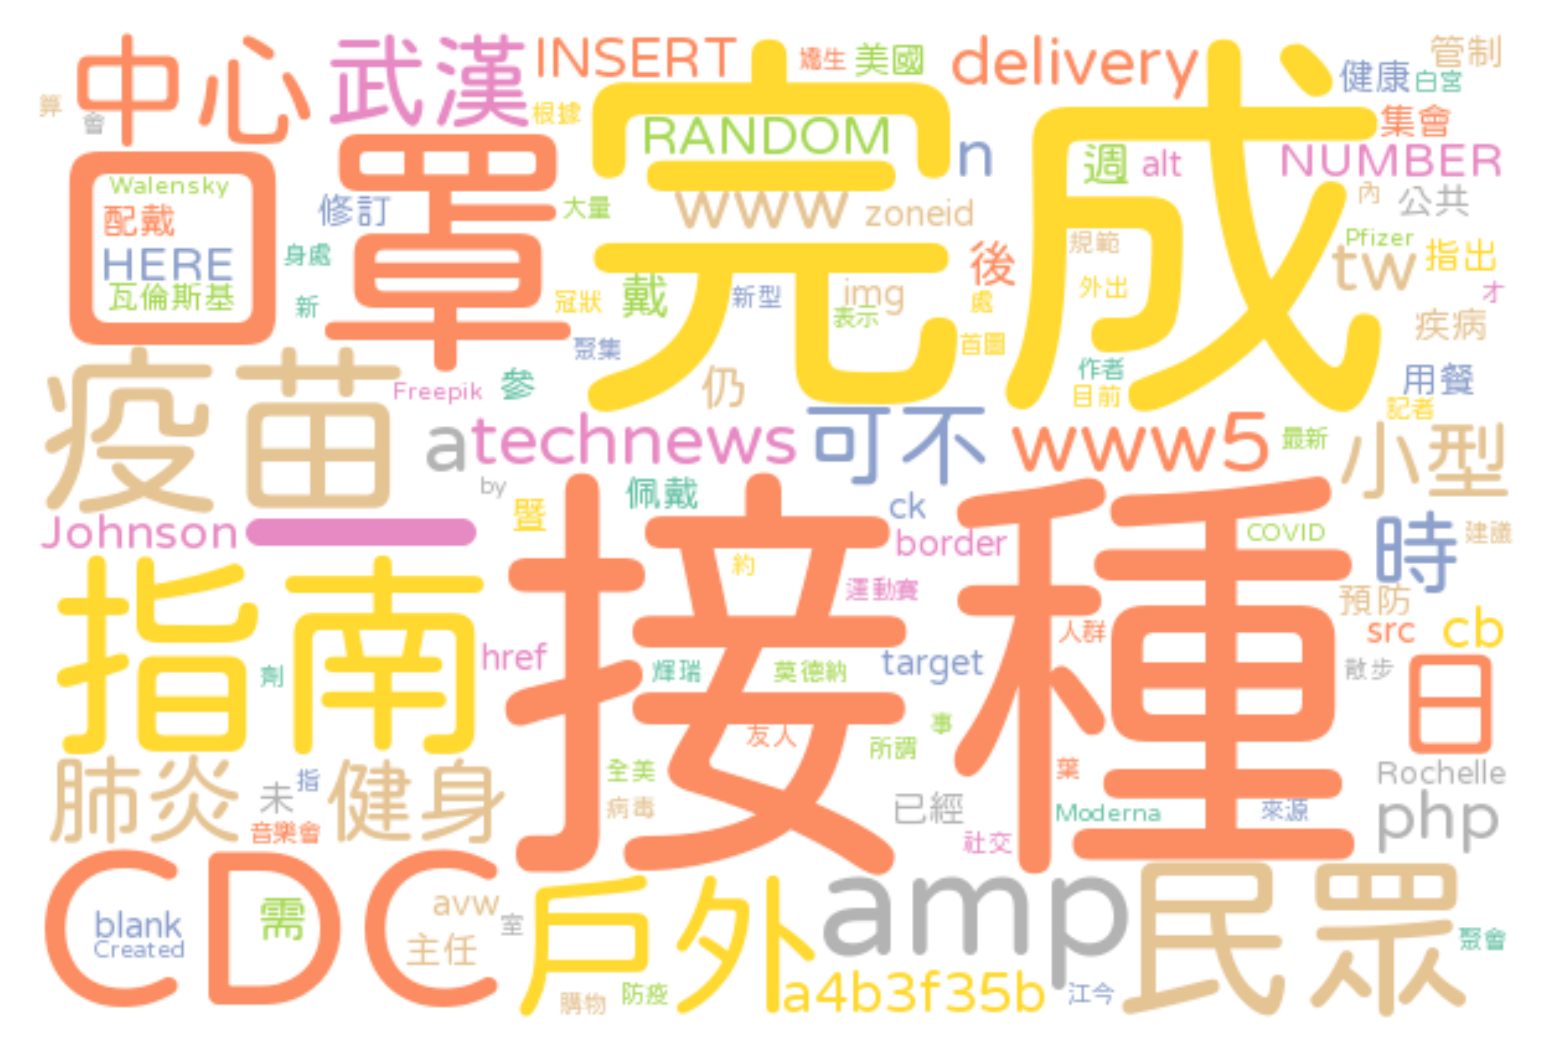 中心
武漢
INSERT
嬌生
美國
delivery
管制
健康
白宮
算
會
根據
完成
RANDOM
n
週
alt
集會
NUMBER
口罩
Walensky
配戴
HERE
瓦倫斯基
修訂
身處
新
大量
www
zoneid
後
規範
內
公共
Pfizer
tw
指出
才
冠狀
戴
新型
img
表示
處
外出
首圖
聚集
疾病
疫苗
Freepik
參
仍
作者
目前
用餐
記者
a
technews
可不
www5
最新
小型
by
暨
佩戴
ck
Johnson
一
border
COVID
時
建議
接種
約
運動賽
預防
指南
人群
src
cb
href
劑
輝瑞
莫德納
target
散步
日
友人
事
所謂
肺炎
未
指
健身
音樂會
全美
病毒
葉
已經
Moderna
來源
Rochelle
php
社交
CDC
blank
Created
需
avw
主任
室
戶外
amp
民眾
聚會
購物
防疫
a4b3f35b
江今